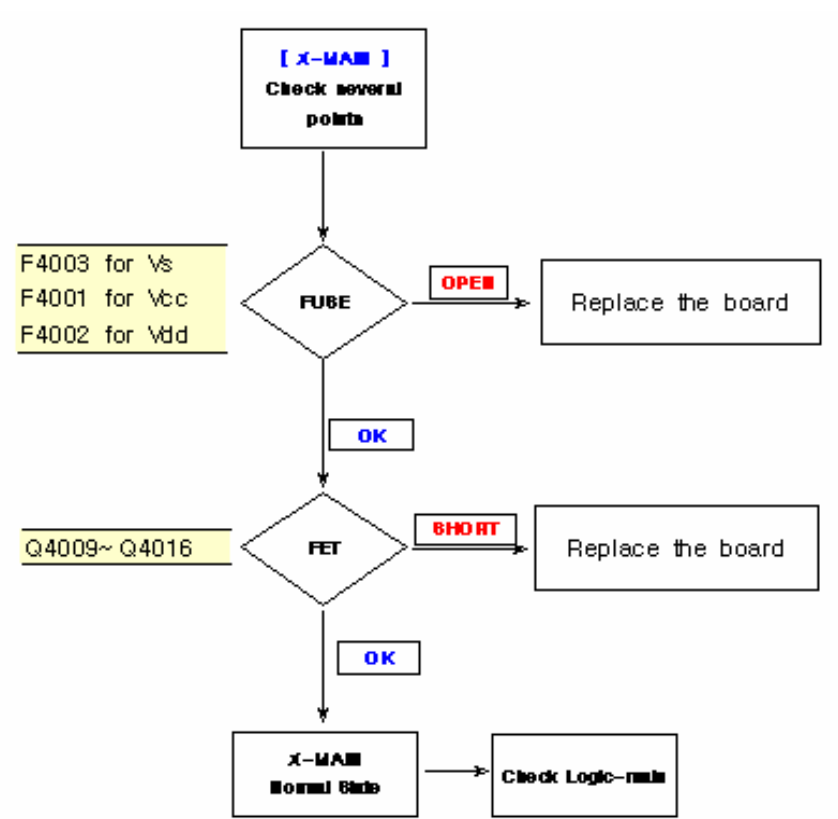 [ X-MAIN ]
Check several
points
F4003 for Vs
F4001 for Vcc
F4002 for Vdd
FUSE
OPEN
Replace the board
OK
Q4009~Q4016
FET
SHORT
Replace the board
OK
X-MAIN
Normal State
Check Logic-main